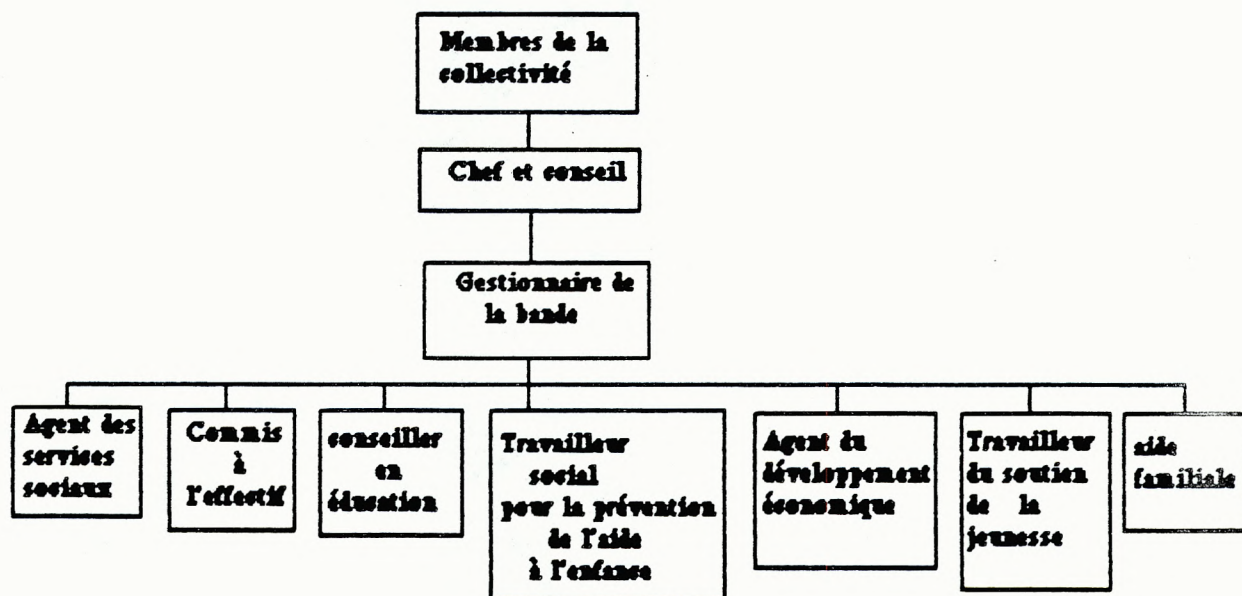 Membres de la
collectivité
Chef et conseil
Gestionnaire de
la bande
Agent des
services
sociaux
Commis
à
l'effectif
conseiller
en
éducation
Travailleur
social
pour la prévention
de l'aide
à l'enfance
Agent du
développement
économique
Travailleur
du soutien
de la
jeunesse
aide
familiale